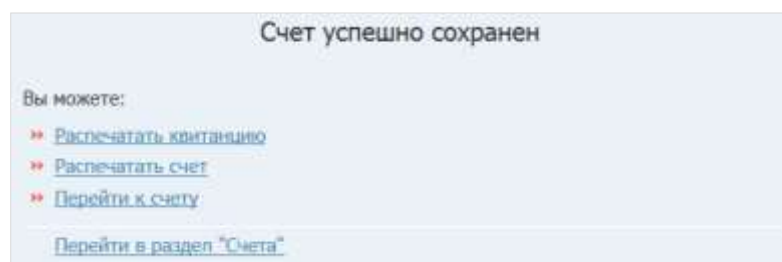 Счет успешно сохранен
Вы можете:
Распечатать квитанцию
Распечатать счет
Перейти к счету
Перейти в раздел "Счета"